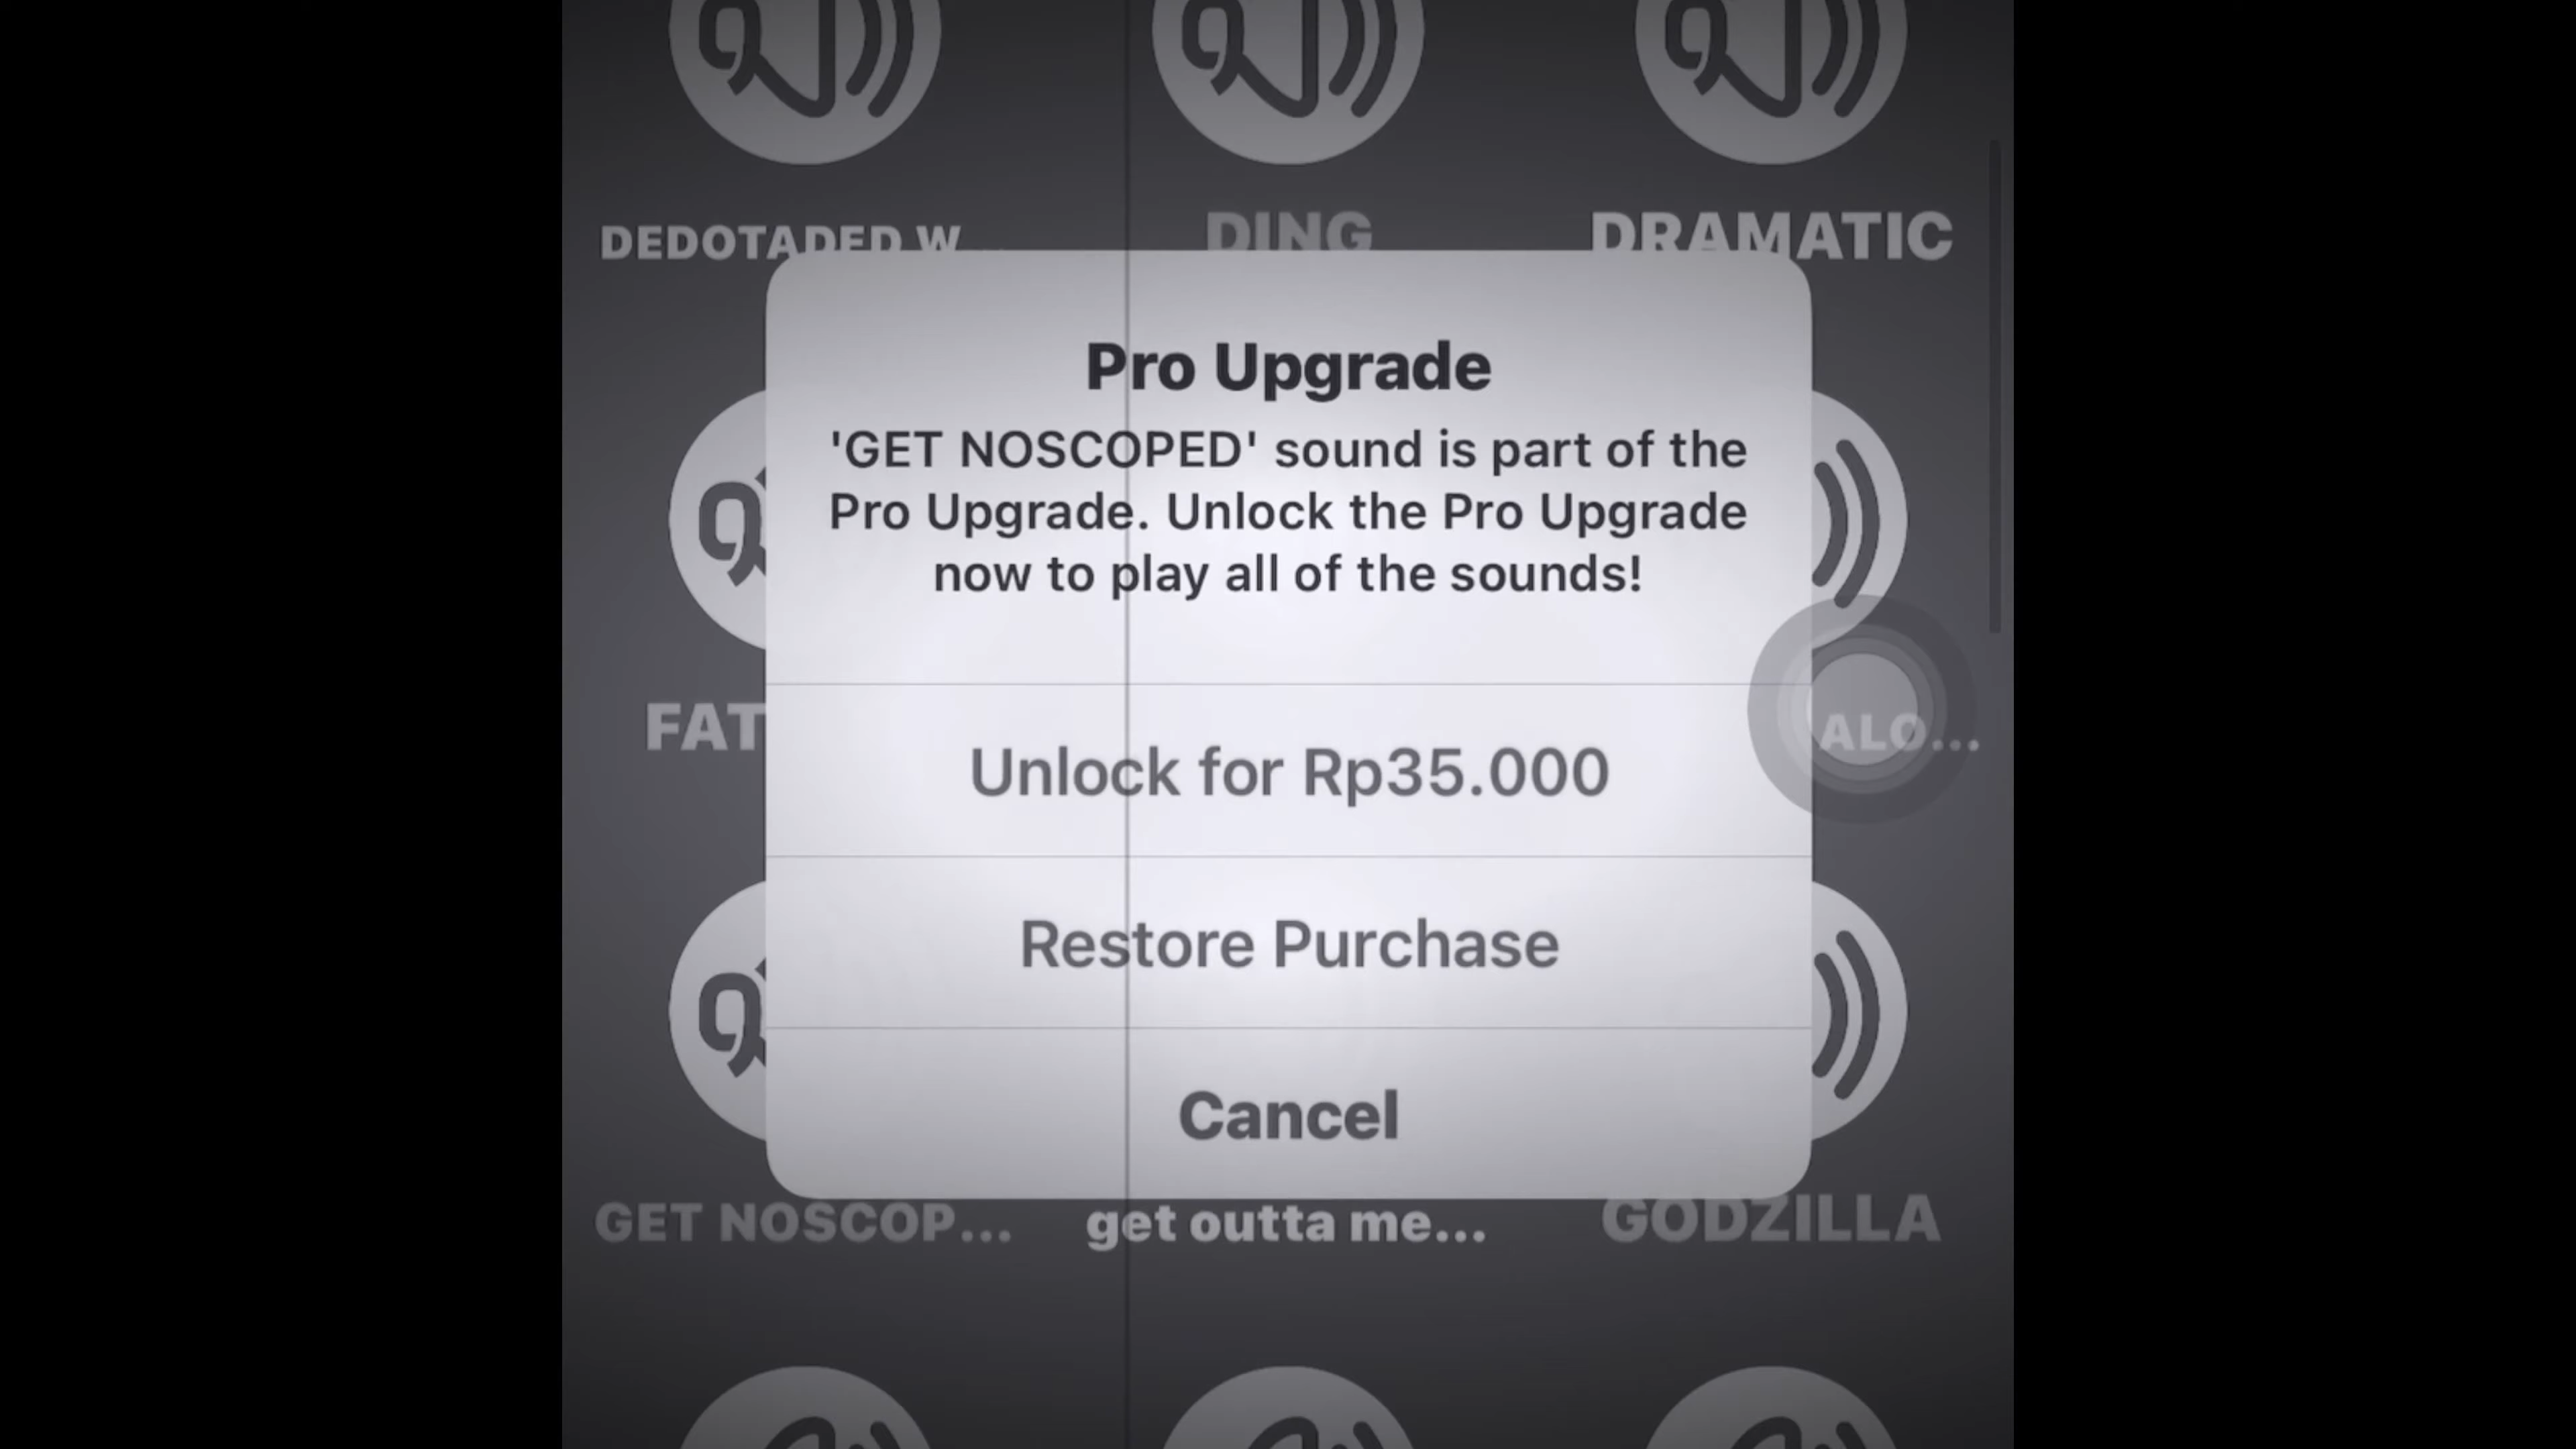 DEDOTADED W...
DING
DRAMATIC
Pro Upgrade
'GET NOSCOPED' sound is part of the
Pro Upgrade. Unlock the Pro Upgrade
now to play all of the sounds!
FAT
ALO...
Unlock for Rp35.000
Restore Purchase
Cancel
GET NOSCOP...
get outta me...
GODZILLA